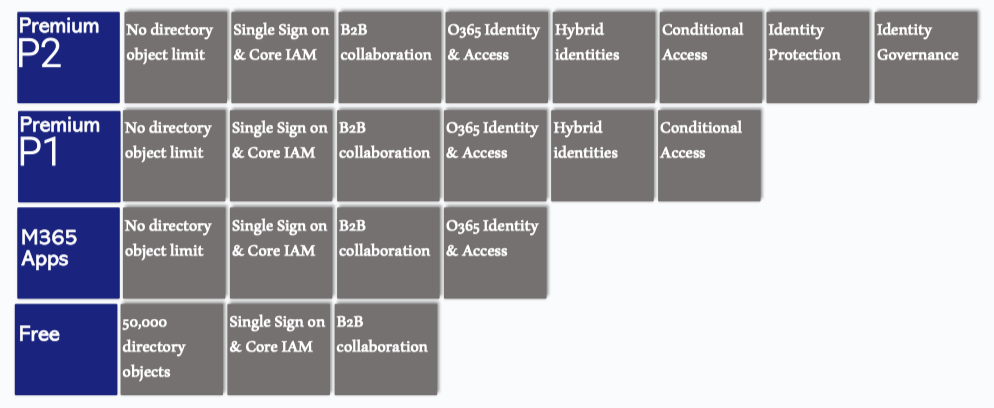 Premium
P2
No directory
object limit
Single Sign on
& Core IAM
B2B
collaboration
O365 Identity
& Access
Hybrid
identities
Conditional
Access
Identity
Protection
Identity
Governance
Premium
P1
No directory
object limit
Single Sign on
& Core IAM
B2B
collaboration
O365 Identity
& Access
Hybrid
identities
Conditional
Access
M365
Apps
No directory
object limit
Single Sign on
& Core IAM
B2B
collaboration
O365 Identity
& Access
Free
50,000
directory
objects
Single Sign on
& Core IAM
B2B
collaboration